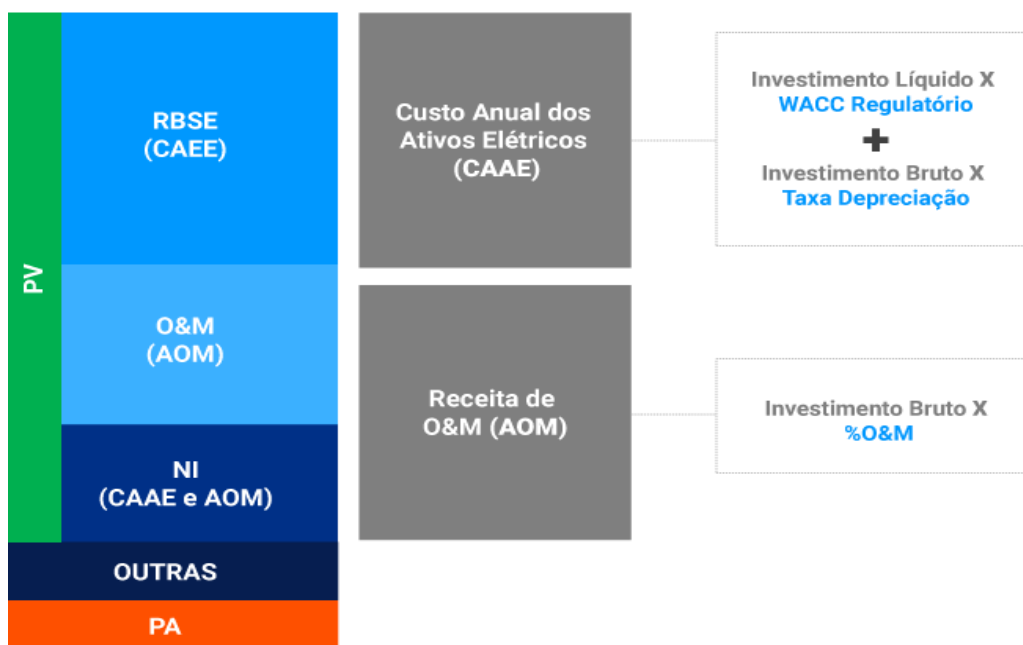 PV
RBSE
(CAEE)
O&M
(AOM)
NI
(CAAE e AOM)
OUTRAS
PA
Custo Anual dos
Ativos Elétricos
(CAAE)
Receita de
O&M (AOM)
Investimento Líquido X
WACC Regulatório
+
Investimento Bruto X
Taxa Depreciação
Investimento Bruto X
%O&M